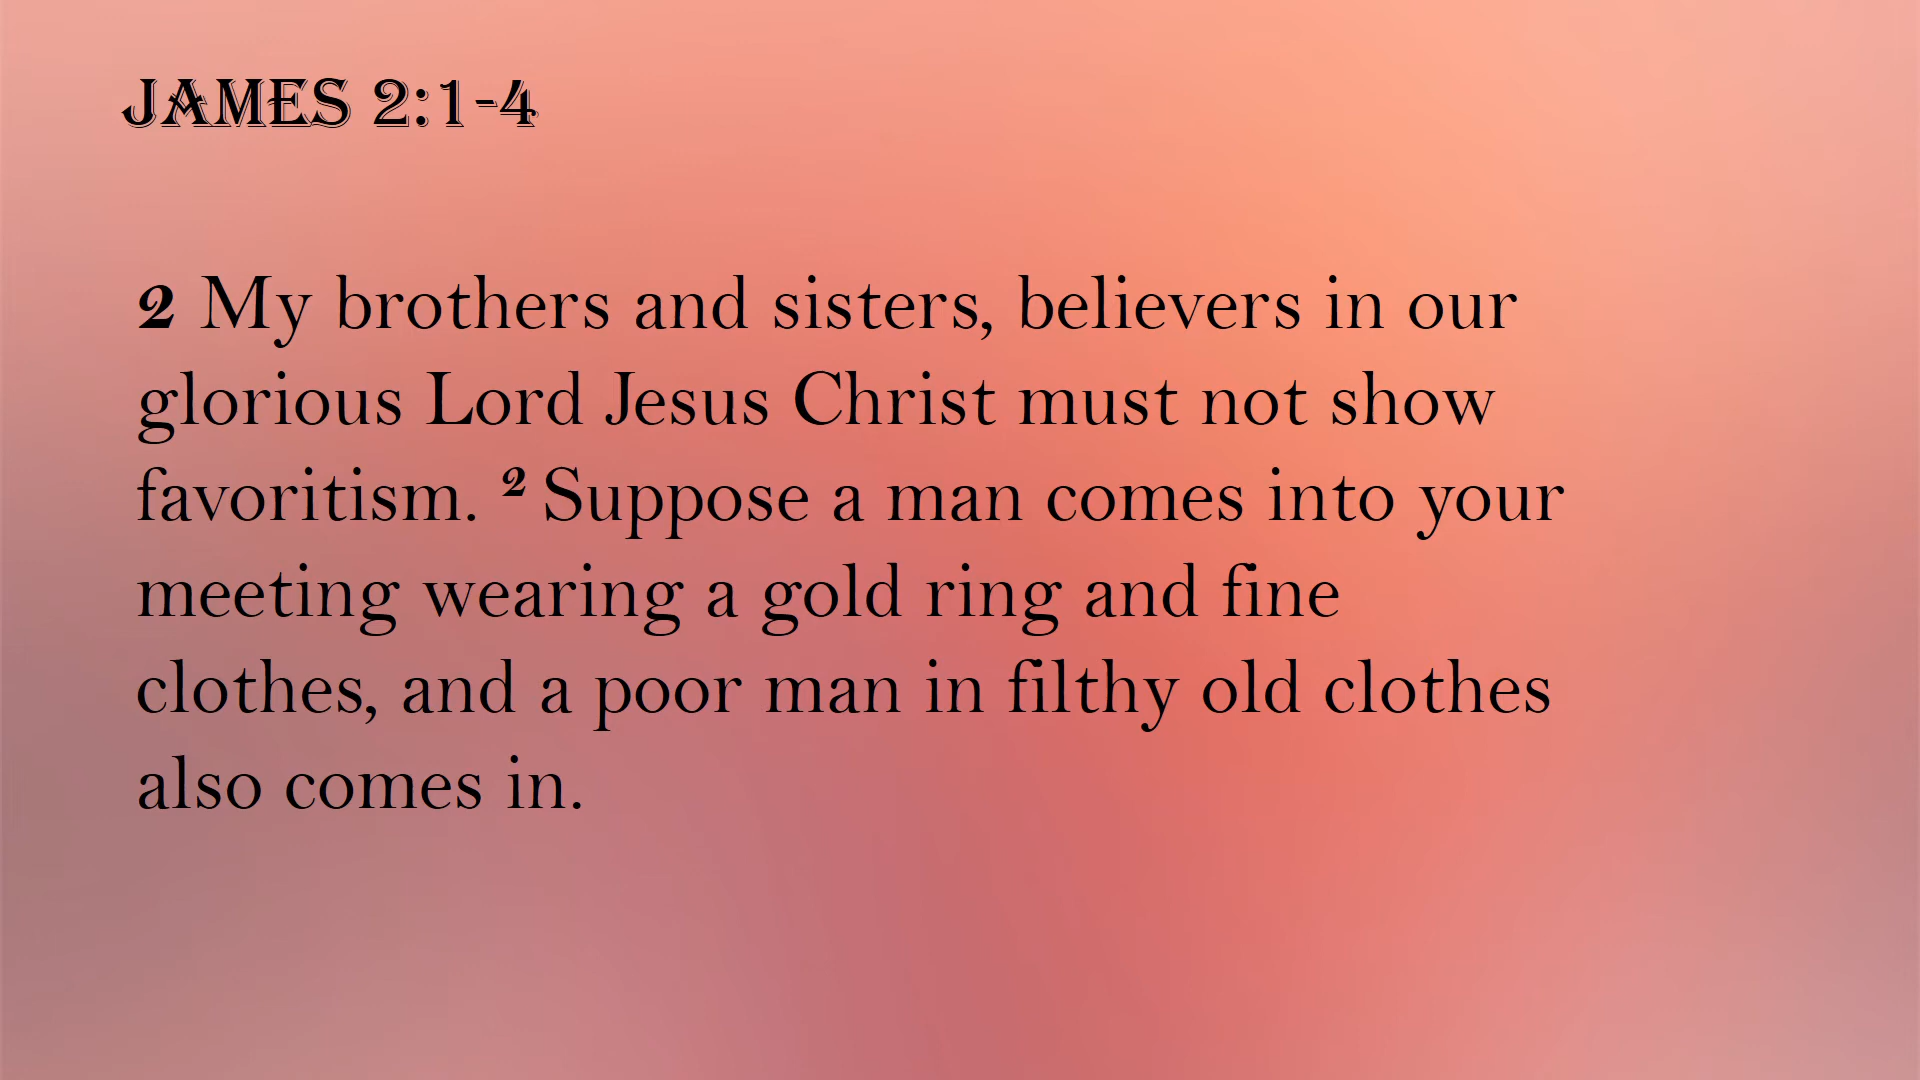 JAMES 2:1-4
2 My brothers and sisters, believers in our
glorious Lord Jesus Christ must not show
favoritism. 2 Suppose a man comes into your
meeting wearing a gold ring and fine
clothes, and a poor man in filthy old clothes
also comes in.